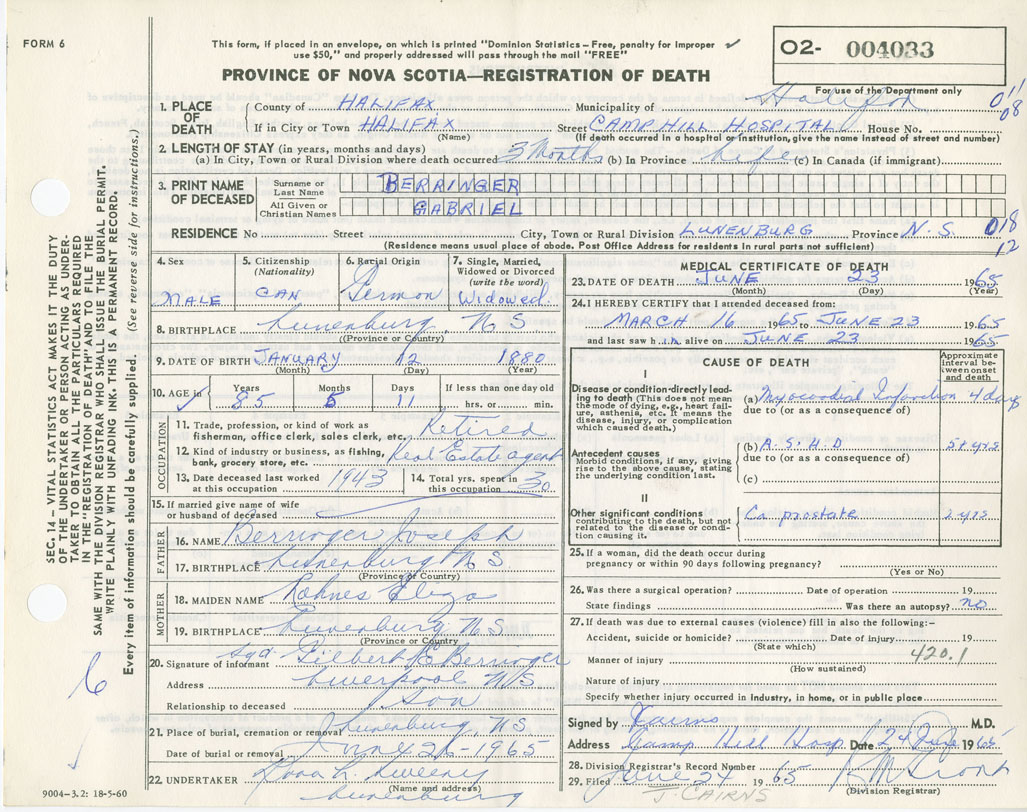 FORM 6
This form, if placed in an envelope, on which is printed "Dominion Statistics - Free, penalty for improper
use $50," and properly addressed will pass through the mail "FREE"
PROVINCE OF NOVA SCOTIA—REGISTRATION OF DEATH
02- 004033
For use of the Department only
1. PLACE OF DEATH
County of HALIFAX Municipality of Halifax
011
08
If in City or Town HALIFAX Street CAMP HILL HOSPITAL House No.
(Name) (If death occurred in a hospital or institution, give its name instead of street and number)
2. LENGTH OF STAY (in years, months and days)
(a) In City, Town or Rural Division where death occurred 3 Months (b) In Province Life (c) In Canada (if immigrant)
3. PRINT NAME OF DECEASED
Surname or Last Name BERRINGER
All Given or Christian Names GABRIEL
RESIDENCE No Street City, Town or Rural Division LUNENBURG Province N.S.
018
12
(Residence means usual place of abode. Post Office Address for residents in rural parts not sufficient)
4. Sex MALE
5. Citizenship (Nationality) CAN
6. Racial Origin German
7. Single, Married, Widowed or Divorced (write the word) Widowed
8. BIRTHPLACE Lunenburg, N S
(Province or Country)
9. DATE OF BIRTH JANUARY 12 1880
(Month) (Day) (Year)
10. AGE in Years Months Days If less than one day old
85 5 11 hrs. or min.
OCCUPATION
11. Trade, profession, or kind of work as
fisherman, office clerk, sales clerk, etc. Retired
12. Kind of industry or business, as fishing,
bank, grocery store, etc. Real Estate agent
13. Date deceased last worked at this occupation 1943
14. Total yrs. spent in this occupation 30
15. If married give name of wife
or husband of deceased
FATHER
16. NAME Berringer Joseph
17. BIRTHPLACE Lunenburg N S
(Province or Country)
MOTHER
18. MAIDEN NAME Eliza
19. BIRTHPLACE Lunenburg N.S.
(Province or Country)
20. Signature of informant sgd Gilbert E Berringer
Address Liverpool N S
Relationship to deceased Son
21. Place of burial, cremation or removal Lunenburg, NS
Date of burial or removal June 26-1965
22. UNDERTAKER Sweeny
(Name and address)
Lunenburg
9004-3.2: 18-5-60
MEDICAL CERTIFICATE OF DEATH
23. DATE OF DEATH JUNE 23 1965
(Month) (Day) (Year)
24. I HEREBY CERTIFY that I attended deceased from:
MARCH 16 1965 to JUNE 23 1965
and last saw him alive on JUNE 23 1965
CAUSE OF DEATH
Approximate interval between onset and death
I
Disease or condition directly leading to death (This does not mean
the mode of dying, e.g., heart failure, asthenia, etc. It means the
disease, injury, or complication which caused death.)
(a) Myocardial Infarction 4 days
due to (or as a consequence of)
Antecedent causes
Morbid condition, if any, giving rise to the above cause, stating the underlying condition last.
(b) A.S.H.D 5+ yrs
due to (or as a consequence of)
(c)
II
Other significant conditions
contributing to the death, but not related to the disease or condition causing it.
Ca prostate 2 yrs
25. If a woman, did the death occur during
pregnancy or within 90 days following pregnancy?
(Yes or No)
26. Was there a surgical operation? Date of operation 19
State findings Was there an autopsy? no
27. If death was due to external causes (violence) fill in also the following:-
Accident, suicide or homicide? Date of injury 19
(State which)
420.1
Manner of injury
(How sustained)
Nature of injury
Specify whether injury occurred in industry, in home, or in public place
Signed by Cairns M.D.
Address Camp Hill Hosp Date 24 June 1965
28. Division Registrar's Record Number
29. Filed June 24 1965
(Division Registrar)
J. CAIRNS
SEC. 14 - VITAL STATISTICS ACT MAKES IT THE DUTY
OF THE UNDERTAKER OR PERSON ACTING AS UNDER-
TAKER TO OBTAIN ALL THE PARTICULARS REQUIRED
IN THE "REGISTRATION OF DEATH" AND TO FILE THE
SAME WITH THE DIVISION REGISTRAR WHO SHALL ISSUE THE BURIAL PERMIT.
WRITE PLAINLY WITH UNFADING INK. THIS IS A PERMANENT RECORD.
Every item of information should be carefully supplied. (See reverse side for instructions.)